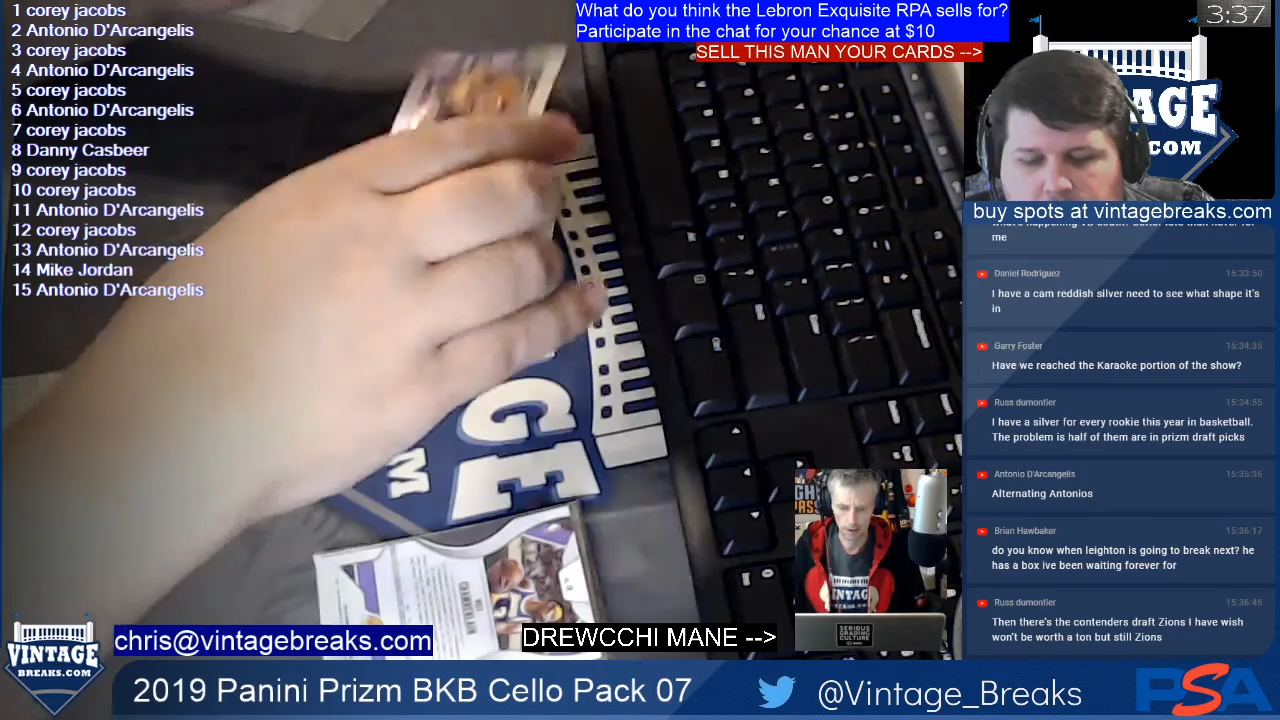 1 corey jacobs
2 Antonio D'Arcangelis
3 corey jacobs
4 Antonio D'Arcangelis
5 corey jacobs
6 Antonio D'Arcangelis
7 corey jacobs
8 Danny Casbeer
9 corey jacobs
10 corey jacobs
11 Antonio D'Arcangelis
12 corey jacobs
13 Antonio D'Arcangelis
14 Mike Jordan
15 Antonio D'Arcangelis
What do you think the Lebron Exquisite RPA sells for?
Participate in the chat for your chance at $10
SELL THIS MAN YOUR CARDS -->
3:37
buy spots at vintagebreaks.com
me
Daniel Rodriguez 15:33:50
I have a cam reddish silver need to see what shape it's
in
Garry Foster 15:34:35
Have we reached the Karaoke portion of the show?
Russ dumontier 15:34:55
I have a silver for every rookie this year in basketball.
The problem is half of them are in prizm draft picks
Antonio D'Arcangelis 15:35:36
Alternating Antonios
Brian Hawbaker 15:36:17
do you know when leighton is going to break next? he
has a box ive been waiting forever for
Russ dumontier 15:36:46
Then there's the contenders draft Zions I have wish
won't be worth a ton but still Zions
SERIOUS
GRADING
CULTURE
DREWCCHI MANE -->
chris@vintagebreaks.com
VINTAGE
BREAKS.COM
2019 Panini Prizm BKB Cello Pack 07
@Vintage_Breaks
PSA